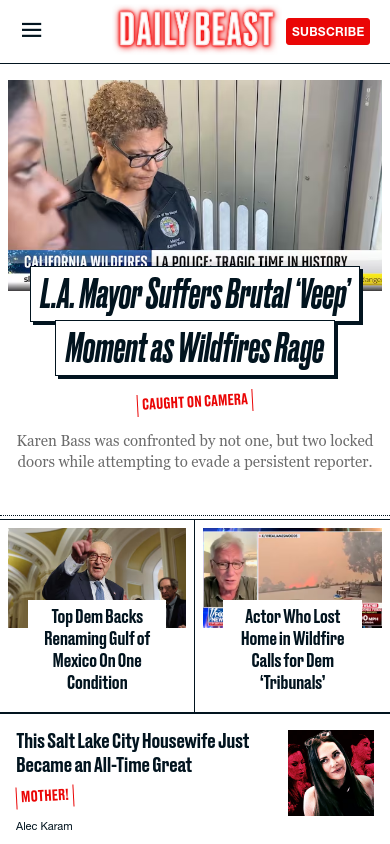 DAILY BEAST
SUBSCRIBE
CALIFORNIA WILDFIRES L.A. POLICE: TRAGIC TIME IN HISTORY
L.A. Mayor Suffers Brutal ‘Veep’
Moment as Wildfires Rage
CAUGHT ON CAMERA
Karen Bass was confronted by not one, but two locked
doors while attempting to evade a persistent reporter.
Top Dem Backs
Renaming Gulf of
Mexico On One
Condition
Actor Who Lost
Home in Wildfire
Calls for Dem
‘Tribunals’
This Salt Lake City Housewife Just
Became an All-Time Great
MOTHER!
Alec Karam